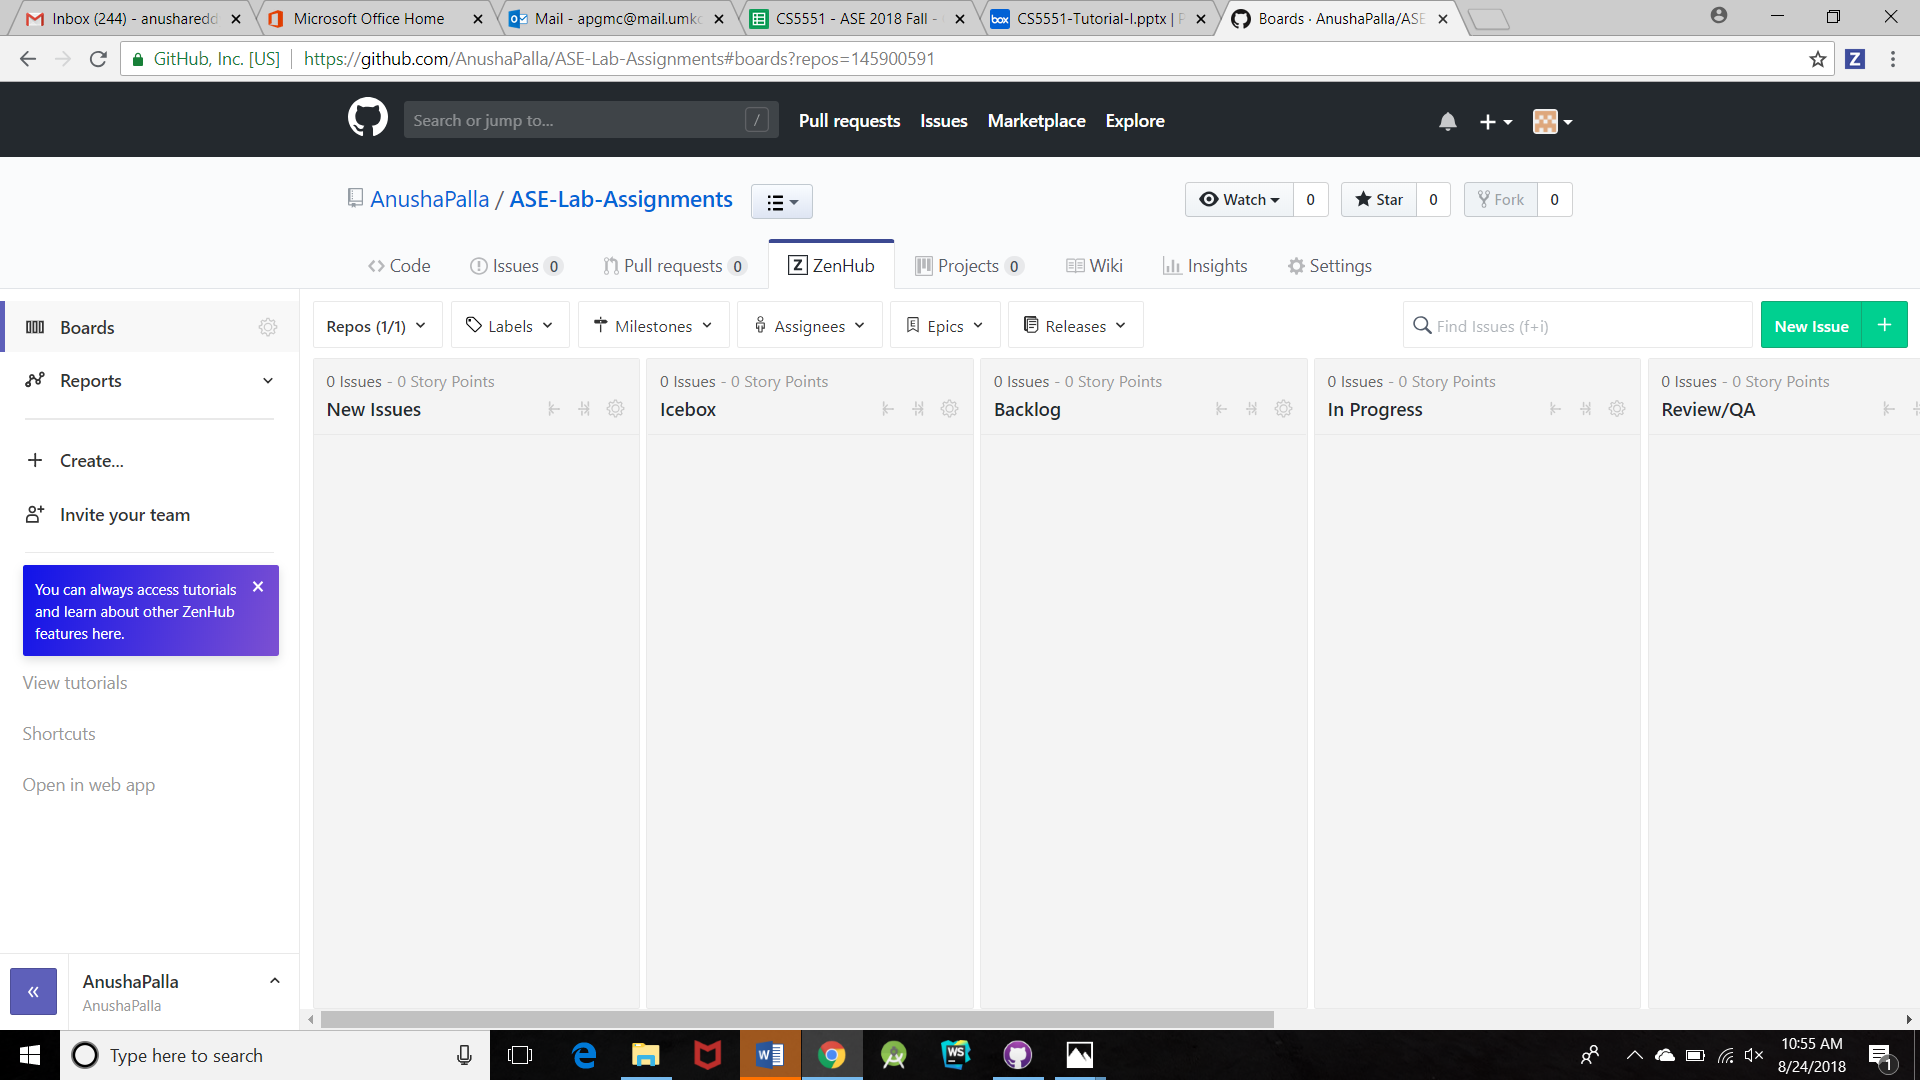 Inbox (244) - anusharedd
Microsoft Office Home
Mail - apgmc@mail.umkc
CS5551 - ASE 2018 Fall -
CS5551-Tutorial-I.pptx | P
Boards · AnushaPalla/ASE
GitHub, Inc. [US]
https://github.com/AnushaPalla/ASE-Lab-Assignments#boards?repos=145900591
Z
Search or jump to...
/
Pull requests
Issues
Marketplace
Explore
AnushaPalla / ASE-Lab-Assignments
Watch 0
Star 0
Fork 0
Code
Issues 0
Pull requests 0
Z ZenHub
Projects 0
Wiki
Insights
Settings
Boards
Reports
Create...
Invite your team
You can always access tutorials
and learn about other ZenHub
features here.
View tutorials
Shortcuts
Open in web app
AnushaPalla
AnushaPalla
Repos (1/1)
Labels
Milestones
Assignees
Epics
Releases
Find Issues (f+i)
New Issue +
0 Issues - 0 Story Points
New Issues
0 Issues - 0 Story Points
Icebox
0 Issues - 0 Story Points
Backlog
0 Issues - 0 Story Points
In Progress
0 Issues - 0 Story Points
Review/QA
Type here to search
10:55 AM
8/24/2018
1